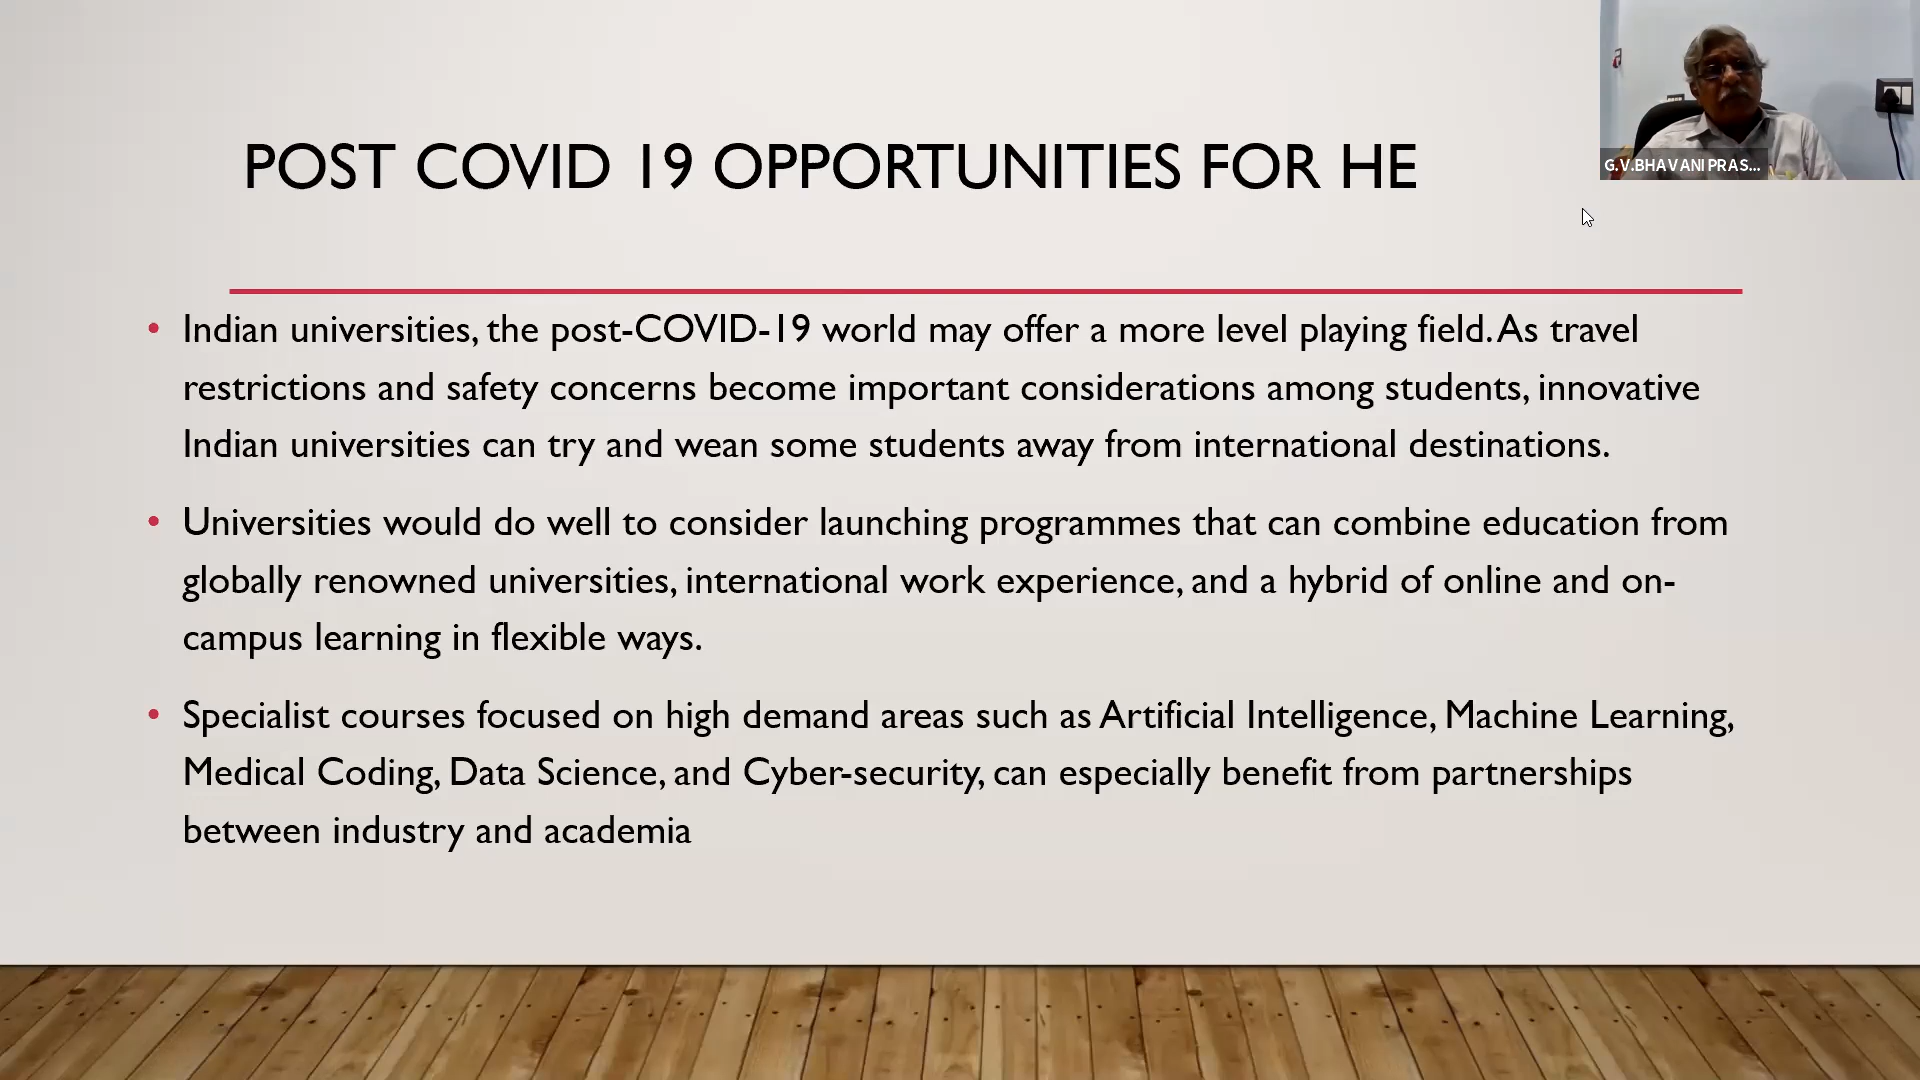 POST COVID 19 OPPORTUNITIES FOR HE
G.V.BHAVANI PRAS...
• Indian universities, the post-COVID-19 world may offer a more level playing field. As travel
restrictions and safety concerns become important considerations among students, innovative
Indian universities can try and wean some students away from international destinations.
• Universities would do well to consider launching programmes that can combine education from
globally renowned universities, international work experience, and a hybrid of online and on-
campus learning in flexible ways.
• Specialist courses focused on high demand areas such as Artificial Intelligence, Machine Learning,
Medical Coding, Data Science, and Cyber-security, can especially benefit from partnerships
between industry and academia